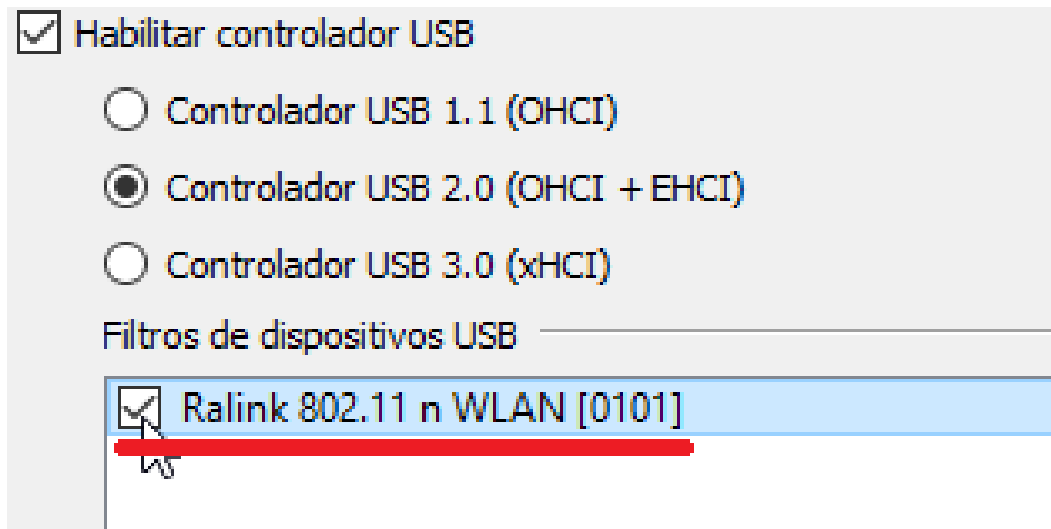 Habilitar controlador USB
Controlador USB 1.1 (OHCI)
Controlador USB 2.0 (OHCI + EHCI)
Controlador USB 3.0 (xHCI)
Filtros de dispositivos USB
Ralink 802.11 n WLAN [0101]